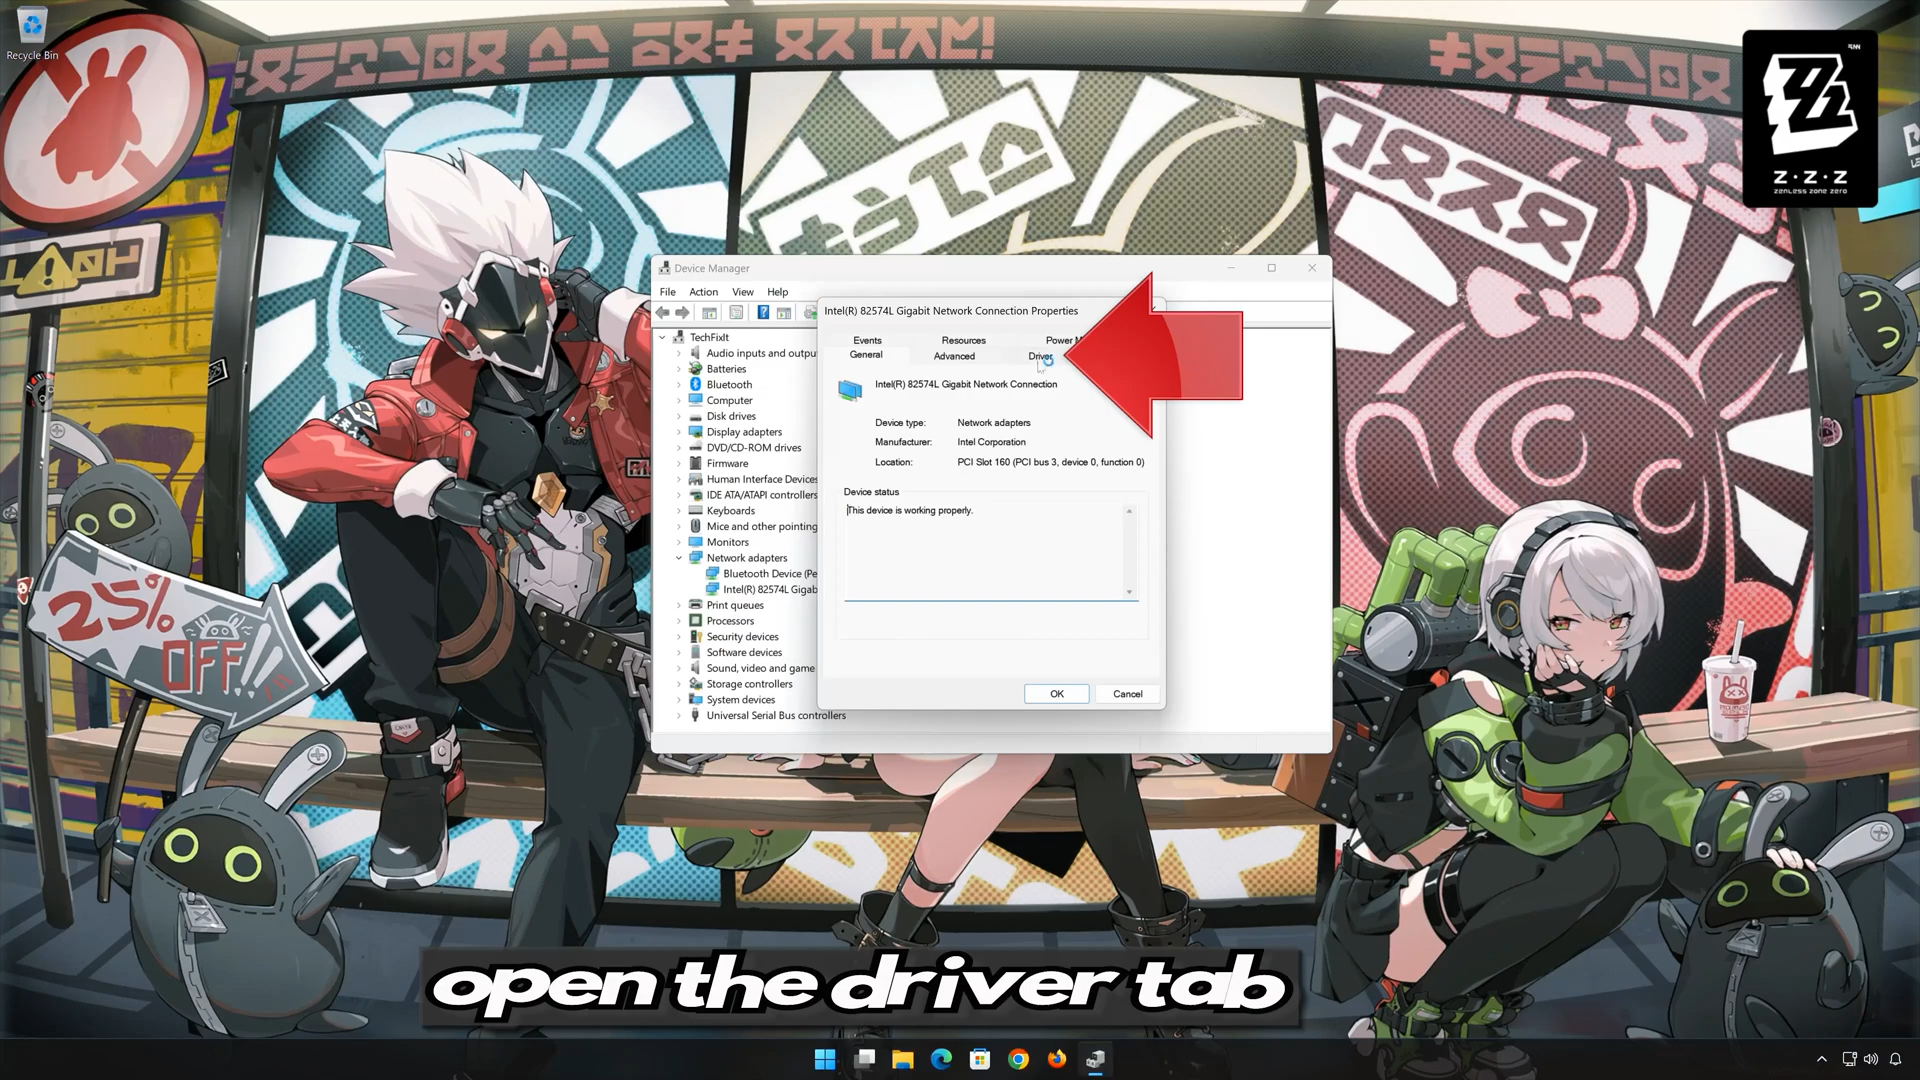 Recycle Bin
Z·Z·Z
ZENLESS ZONE ZERO
25%
OFF!!
Device Manager
File Action View Help
TechFixIt
Audio inputs and outpu
Batteries
Bluetooth
Computer
Disk drives
Display adapters
DVD/CD-ROM drives
Firmware
Human Interface Devices
IDE ATA/ATAPI controllers
Keyboards
Mice and other pointing
Monitors
Network adapters
Bluetooth Device (Pe
Intel(R) 82574L Gigab
Print queues
Processors
Security devices
Software devices
Sound, video and game
Storage controllers
System devices
Universal Serial Bus controllers
Intel(R) 82574L Gigabit Network Connection Properties
Events Resources Power M
General Advanced Driver
Intel(R) 82574L Gigabit Network Connection
Device type: Network adapters
Manufacturer: Intel Corporation
Location: PCI Slot 160 (PCI bus 3, device 0, function 0)
Device status
This device is working properly.
OK Cancel
open the driver tab